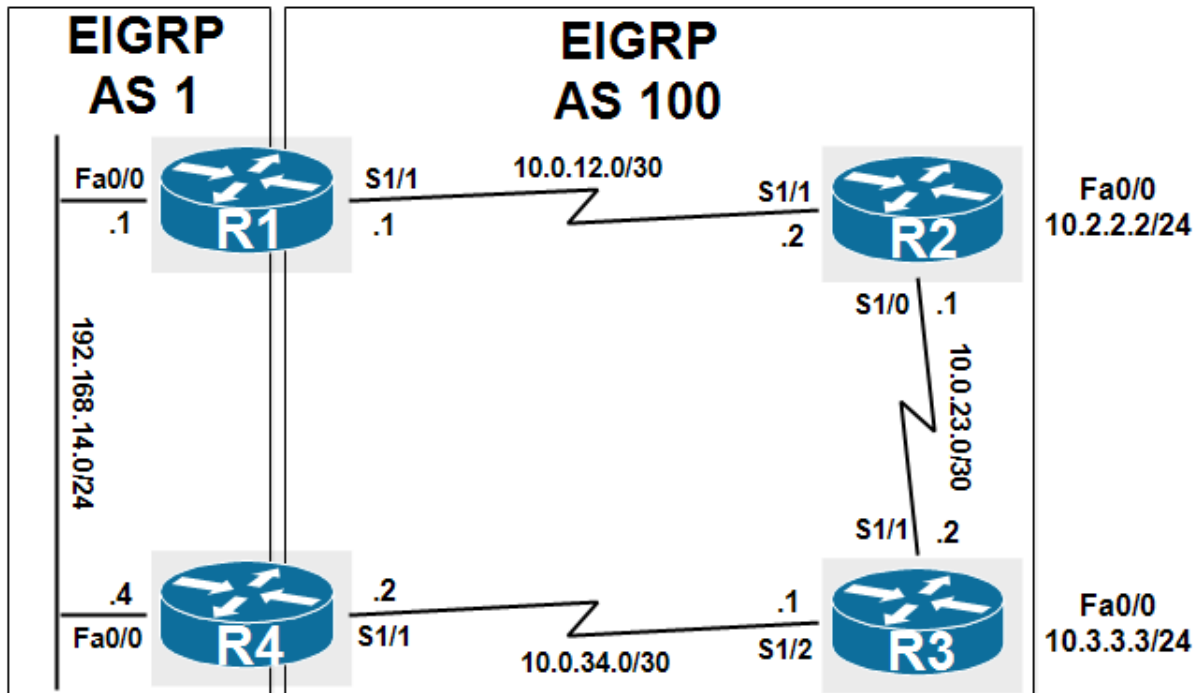 EIGRP
AS 1
EIGRP
AS 100
Fa0/0
.1
R1
S1/1
.1
10.0.12.0/30
S1/1
.2
R2
Fa0/0
10.2.2.2/24
S1/0
.1
192.168.14.0/24
10.0.23.0/30
S1/1
.2
.4
Fa0/0
R4
.2
S1/1
10.0.34.0/30
.1
S1/2
R3
Fa0/0
10.3.3.3/24